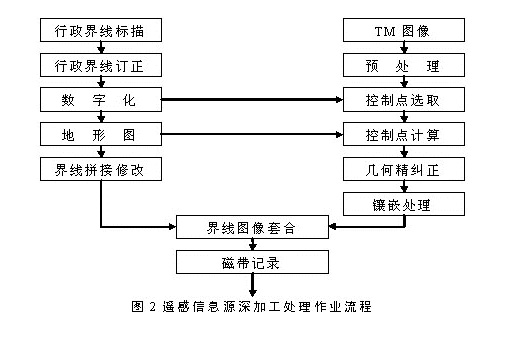 行政界线标描
TM 图像
行政界线订正
预 处 理
数 字 化
控制点选取
地 形 图
控制点计算
界线拼接修改
几何精纠正
镶嵌处理
界线图像套合
磁带记录
图 2 遥感信息源深加工处理作业流程